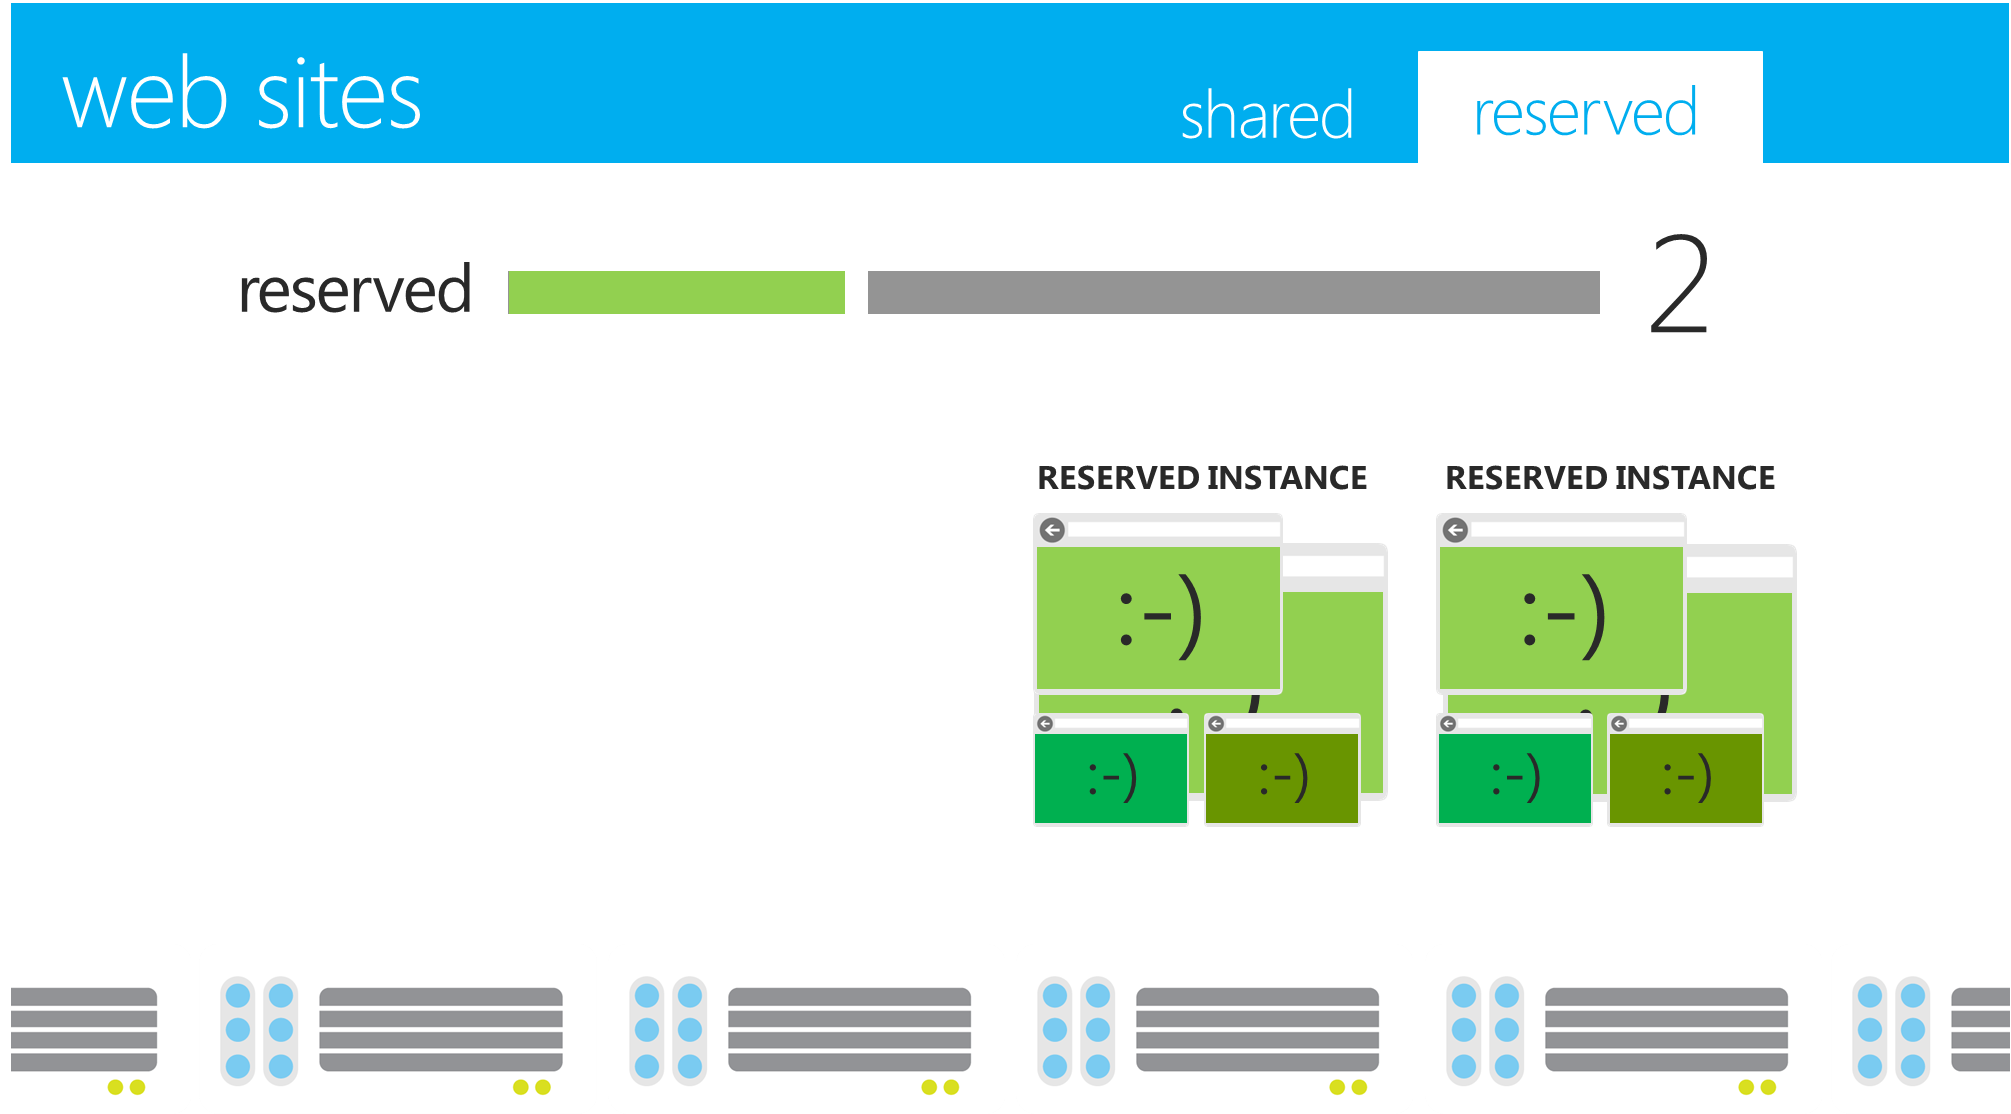 web sites
shared
reserved
reserved
2
RESERVED INSTANCE
RESERVED INSTANCE
:-)
:-)
:-)
:-)
:-)
:-)